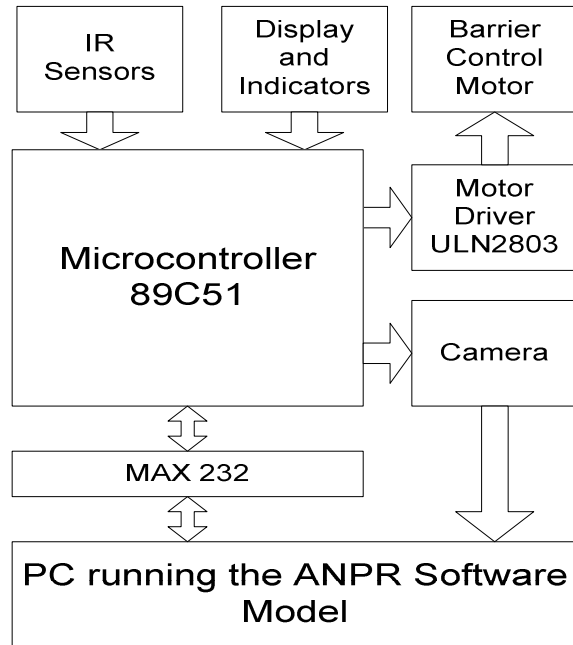 IR
Sensors
Display
and
Indicators
Barrier
Control
Motor
Microcontroller
89C51
Motor
Driver
ULN2803
Camera
MAX 232
PC running the ANPR Software
Model